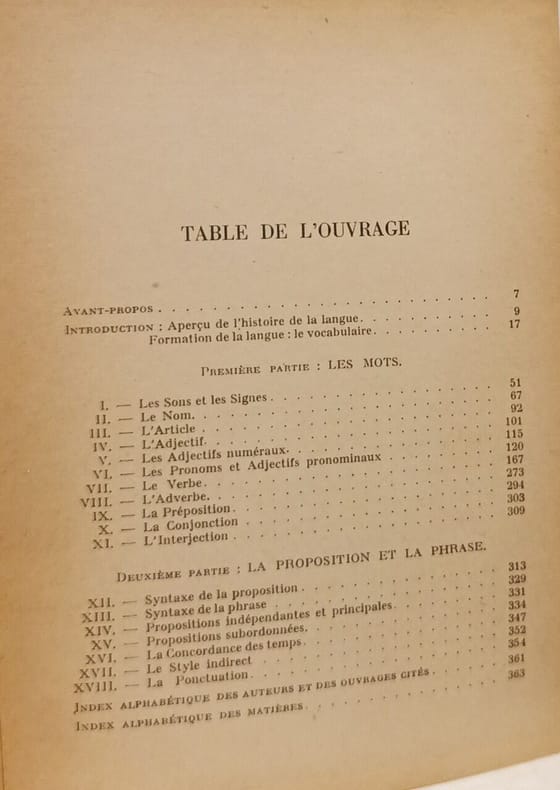 TABLE DE L'OUVRAGE
AVANT-PROPOS . . . . . . . . . . . . . . . . . . . . . . . . . 7
INTRODUCTION : Aperçu de l'histoire de la langue. . . . . . . . . . 9
Formation de la langue : le vocabulaire. . . . . . . . . 17
PREMIÈRE PARTIE : LES MOTS.
I. — Les Sons et les Signes . . . . . . . . . . . . . . . . . 51
II. — Le Nom. . . . . . . . . . . . . . . . . . . . . . . 67
III. — L'Article . . . . . . . . . . . . . . . . . . . . . . 92
IV. — L'Adjectif. . . . . . . . . . . . . . . . . . . . . . 101
V. — Les Adjectifs numéraux. . . . . . . . . . . . . . . . 115
VI. — Les Pronoms et Adjectifs pronominaux . . . . . . . . 120
VII. — Le Verbe. . . . . . . . . . . . . . . . . . . . . . 167
VIII. — L'Adverbe. . . . . . . . . . . . . . . . . . . . . 273
IX. — La Préposition. . . . . . . . . . . . . . . . . . . 294
X. — La Conjonction . . . . . . . . . . . . . . . . . . . 303
XI. — L'Interjection . . . . . . . . . . . . . . . . . . . 309
DEUXIÈME PARTIE : LA PROPOSITION ET LA PHRASE.
XII. — Syntaxe de la proposition . . . . . . . . . . . . . . 313
XIII. — Syntaxe de la phrase . . . . . . . . . . . . . . . . 329
XIV. — Propositions indépendantes et principales . . . . . . . 331
XV. — Propositions subordonnées. . . . . . . . . . . . . . 334
XVI. — La Concordance des temps . . . . . . . . . . . . . . 347
XVII. — Le Style indirect . . . . . . . . . . . . . . . . . 352
XVIII. — La Ponctuation . . . . . . . . . . . . . . . . . . 354
INDEX ALPHABÉTIQUE DES AUTEURS ET DES OUVRAGES CITÉS . . . . . . 361
INDEX ALPHABÉTIQUE DES MATIÈRES . . . . . . . . . . . . . . . 363